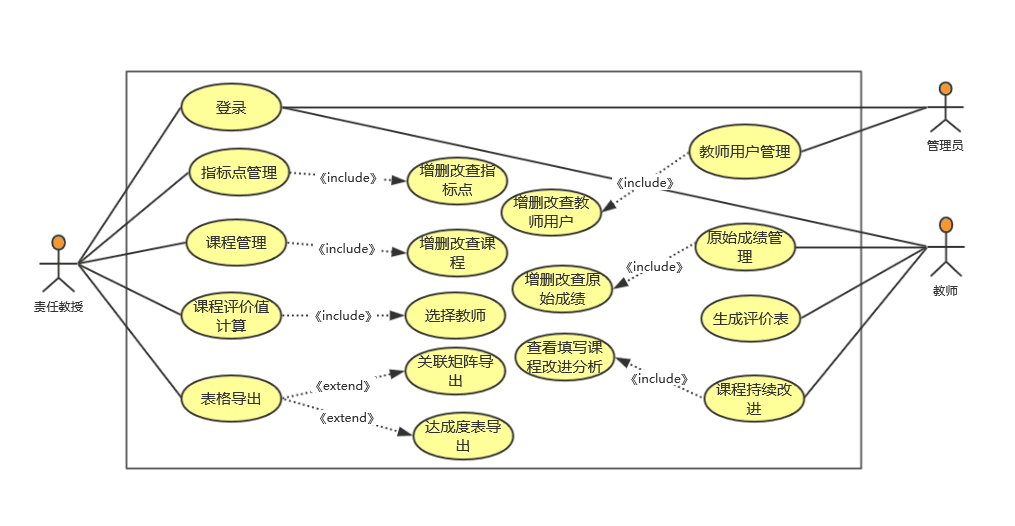 登录
管理员
教师用户管理
指标点管理
《include》
增删改查指
标点
《include》
增删改查教
师用户
课程管理
《include》
增删改查课
程
原始成绩管
理
《include》
增删改查原
始成绩
教师
责任教授
课程评价值
计算
《include》
选择教师
生成评价表
查看填写课
程改进分析
《include》
课程持续改
进
表格导出
《extend》
关联矩阵导
出
《extend》
达成度表导
出